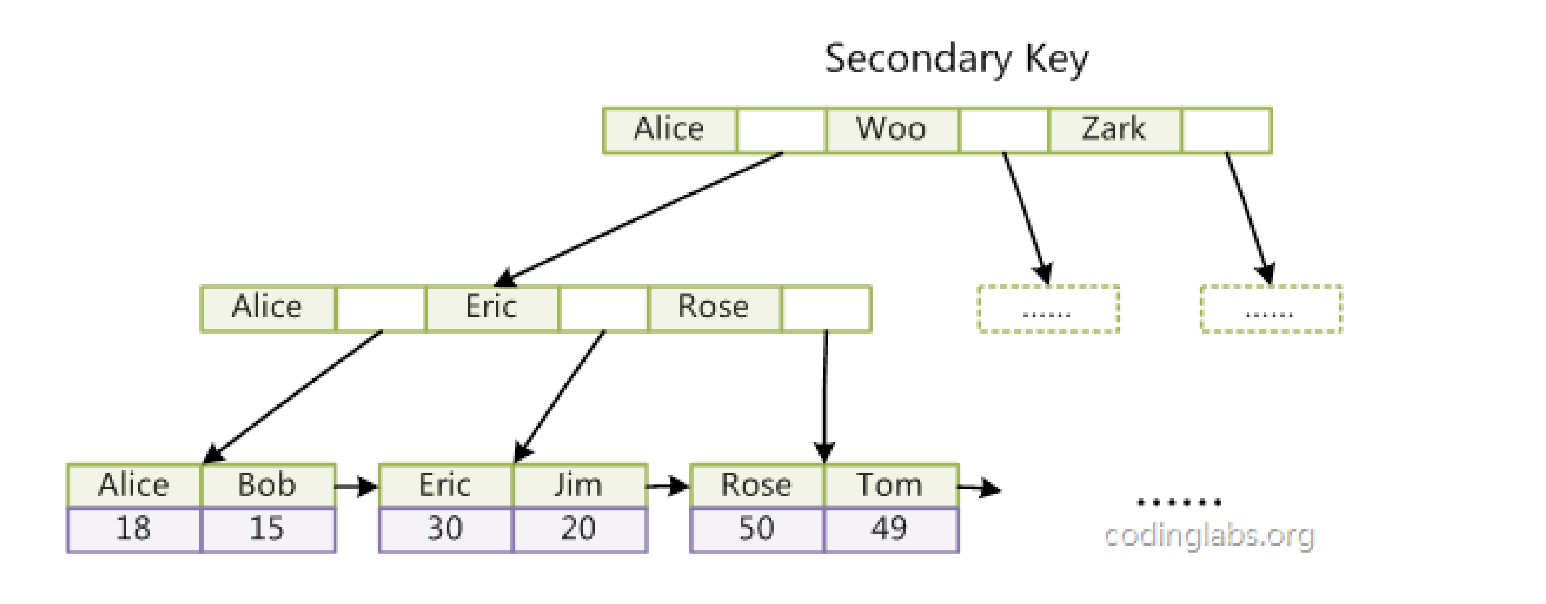 Secondary Key
Alice Woo Zark
Alice Eric Rose ...... ......
Alice Bob Eric Jim Rose Tom
18 15 30 20 50 49
......
codinglabs.org